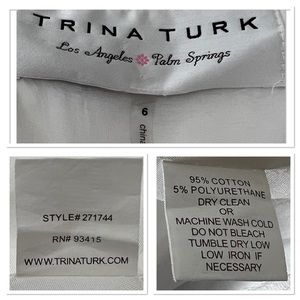 TRINA TURK
Los Angeles Palm Springs
6
china
STYLE# 271744
RN# 93415
WWW.TRINATURK.COM
95% COTTON
5% POLYURETHANE
DRY CLEAN
OR
MACHINE WASH COLD
DO NOT BLEACH
TUMBLE DRY LOW
LOW IRON IF
NECESSARY